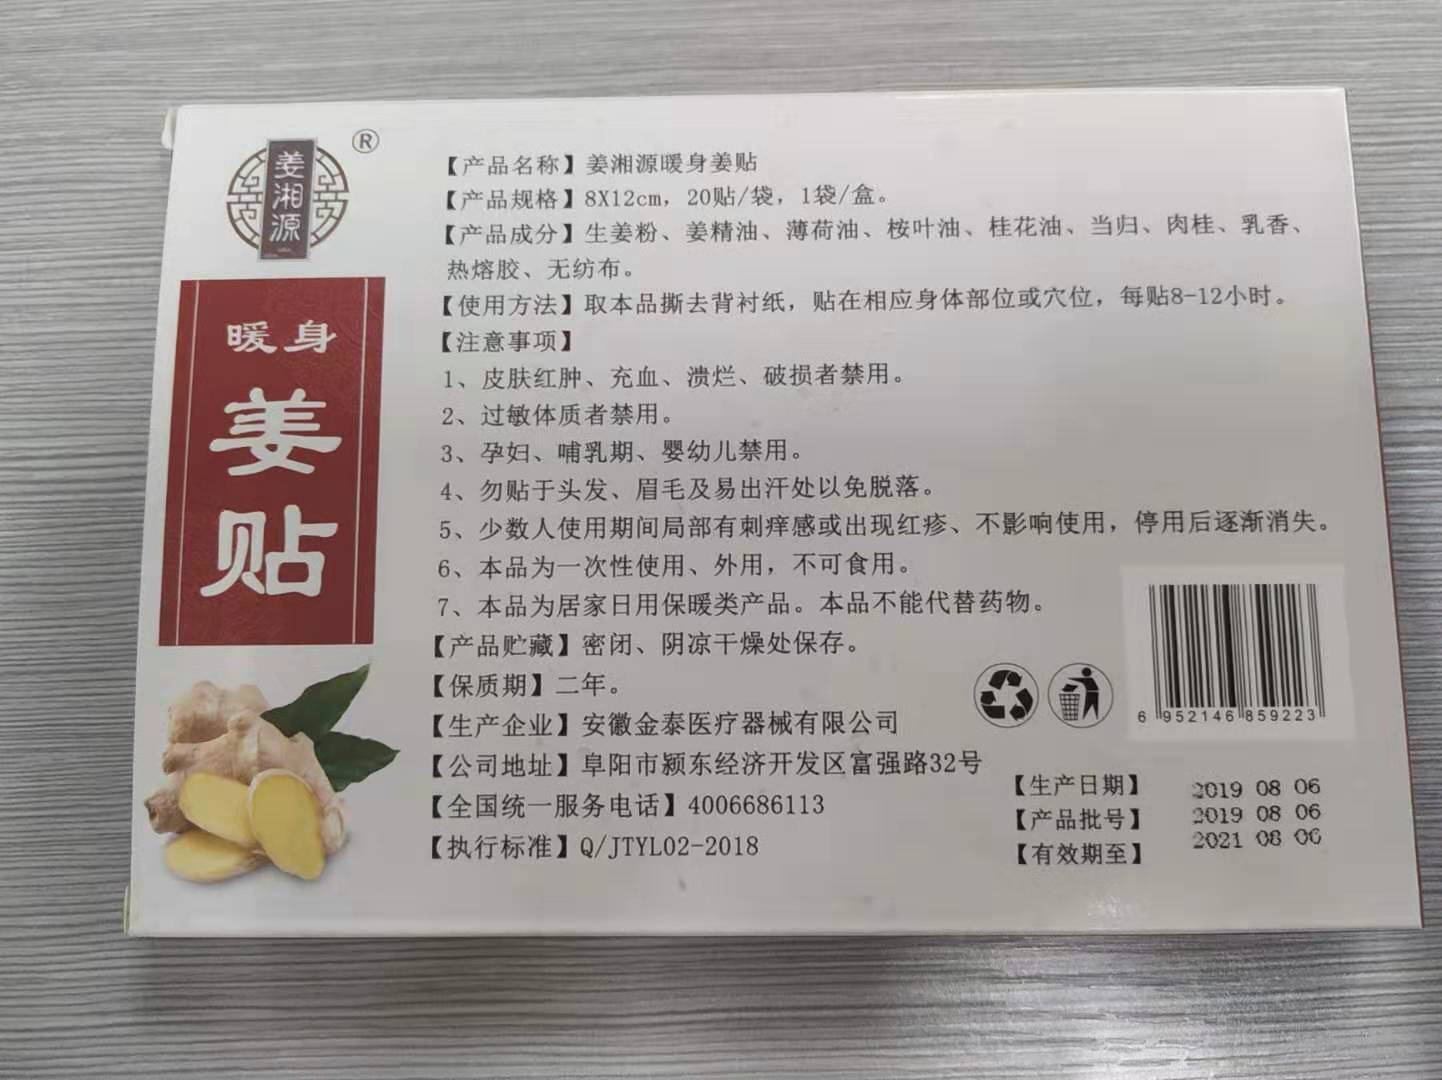 姜湘源
®
暖身
姜贴
【产品名称】姜湘源暖身姜贴
【产品规格】8X12cm，20贴/袋，1袋/盒。
【产品成分】生姜粉、姜精油、薄荷油、桉叶油、桂花油、当归、肉桂、乳香、
热熔胶、无纺布。
【使用方法】取本品撕去背衬纸，贴在相应身体部位或穴位，每贴8-12小时。
【注意事项】
1、皮肤红肿、充血、溃烂、破损者禁用。
2、过敏体质者禁用。
3、孕妇、哺乳期、婴幼儿禁用。
4、勿贴于头发、眉毛及易出汗处以免脱落。
5、少数人使用期间局部有刺痒感或出现红疹、不影响使用，停用后逐渐消失。
6、本品为一次性使用、外用，不可食用。
7、本品为居家日用保暖类产品。本品不能代替药物。
【产品贮藏】密闭、阴凉干燥处保存。
【保质期】二年。
【生产企业】安徽金泰医疗器械有限公司
【公司地址】阜阳市颍东经济开发区富强路32号
【全国统一服务电话】4006686113
【执行标准】Q/JTYL02-2018
6 952146 859223
【生产日期】2019 08 06
【产品批号】2019 08 06
【有效期至】2021 08 06